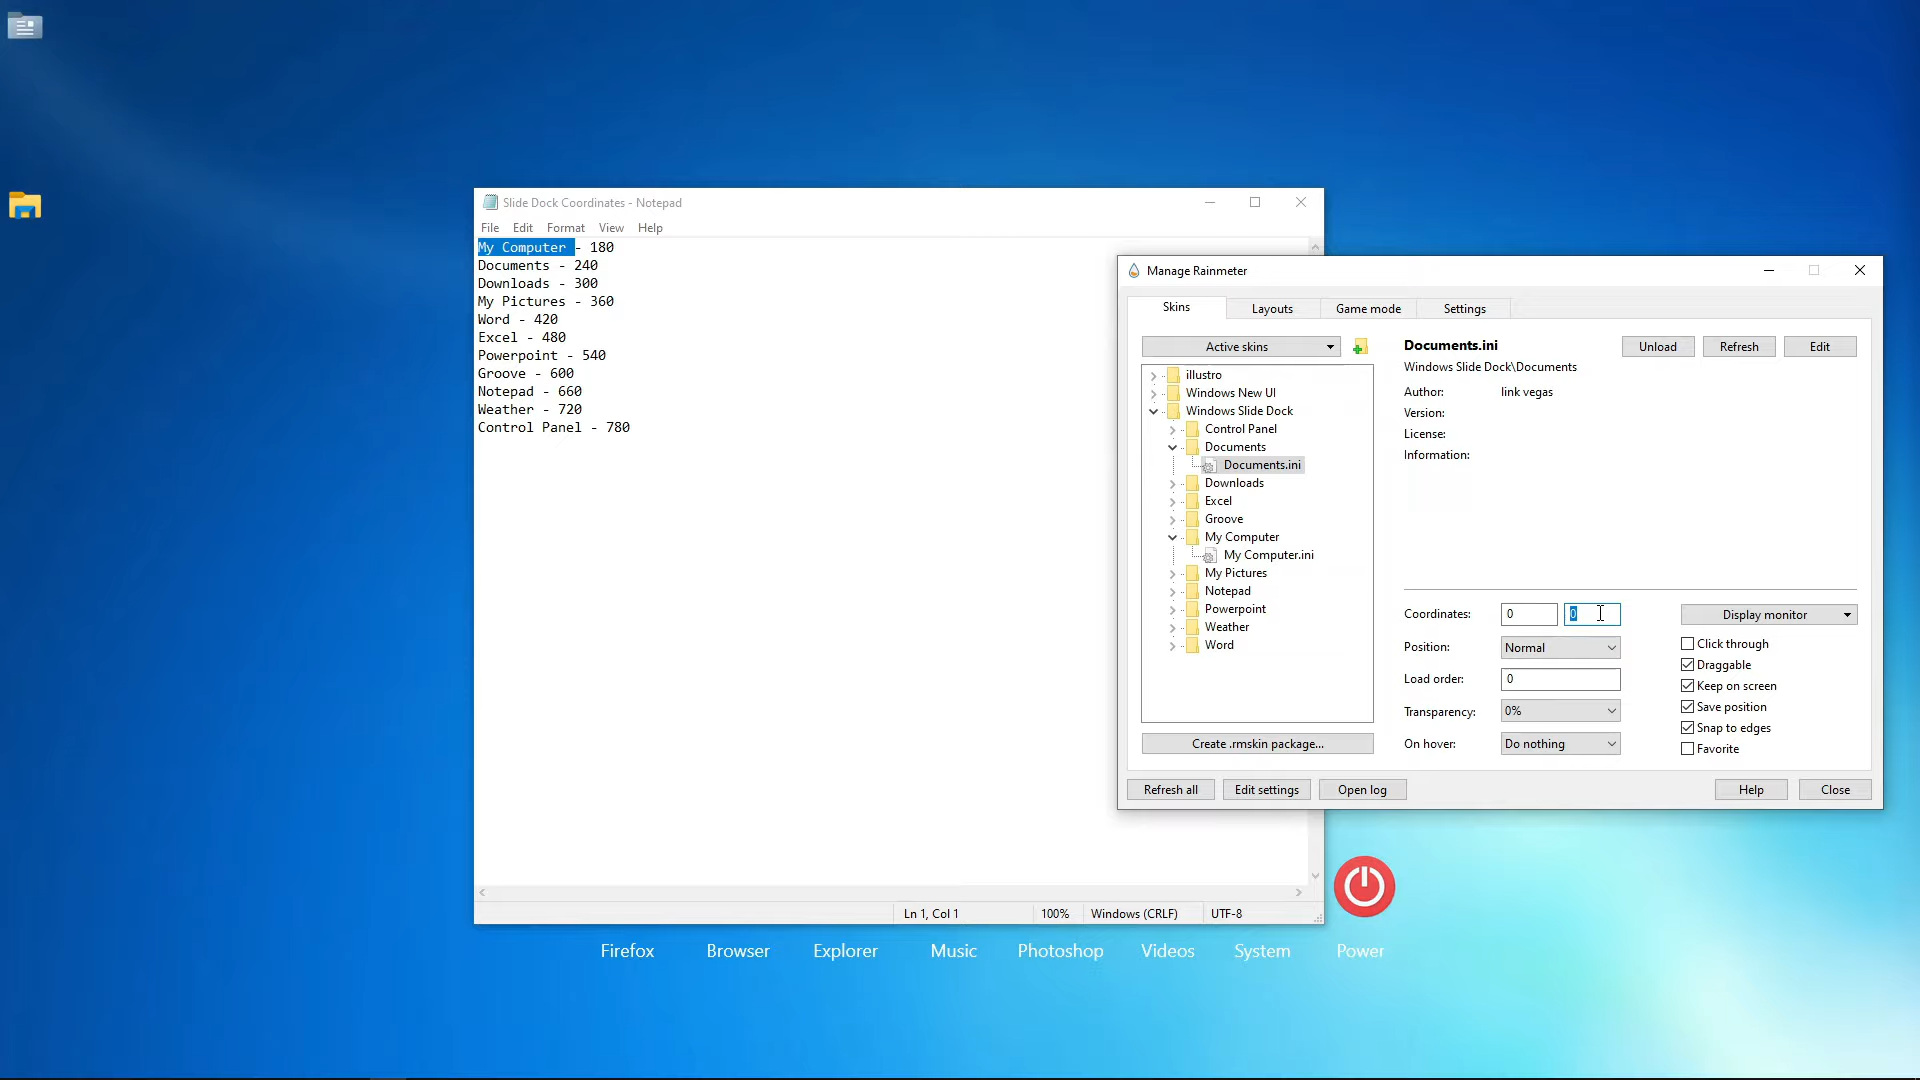 Slide Dock Coordinates - Notepad
File Edit Format View Help
My Computer - 180
Documents - 240
Downloads - 300
My Pictures - 360
Word - 420
Excel - 480
Powerpoint - 540
Groove - 600
Notepad - 660
Weather - 720
Control Panel - 780
Ln 1, Col 1 100% Windows (CRLF) UTF-8
Manage Rainmeter
Skins Layouts Game mode Settings
Active skins
illustro
Windows New UI
Windows Slide Dock
Control Panel
Documents
Documents.ini
Downloads
Excel
Groove
My Computer
My Computer.ini
My Pictures
Notepad
Powerpoint
Weather
Word
Create .rmskin package...
Documents.ini Unload Refresh Edit
Windows Slide Dock\Documents
Author: link vegas
Version:
License:
Information:
Coordinates: 0 0 Display monitor
Position: Normal
Load order: 0
Transparency: 0%
On hover: Do nothing
Click through
Draggable
Keep on screen
Save position
Snap to edges
Favorite
Refresh all Edit settings Open log Help Close
Firefox Browser Explorer Music Photoshop Videos System Power